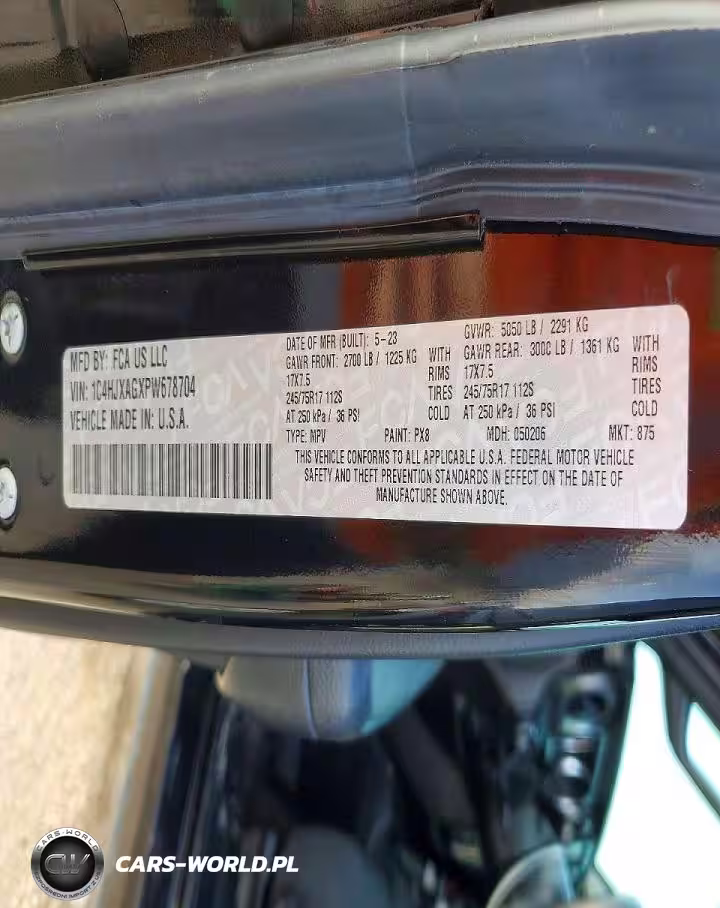 MFD BY: FCA US LLC
VIN: 1C4HJXAGXPW678704
VEHICLE MADE IN: U.S.A.
DATE OF MFR (BUILT): 5-23
GVWR: 5050 LB / 2291 KG
GAWR FRONT: 2700 LB / 1225 KG WITH
GAWR REAR: 3000 LB / 1361 KG WITH
17X7.5 RIMS
17X7.5 RIMS
245/75R17 112S TIRES
245/75R17 112S TIRES
AT 250 kPa / 36 PSI COLD
AT 250 kPa / 36 PSI COLD
TYPE: MPV PAINT: PX8 MDH: 050206 MKT: 875
THIS VEHICLE CONFORMS TO ALL APPLICABLE U.S.A. FEDERAL MOTOR VEHICLE
SAFETY AND THEFT PREVENTION STANDARDS IN EFFECT ON THE DATE OF
MANUFACTURE SHOWN ABOVE.
CARS-WORLD
CW
CARS-WORLD.PL